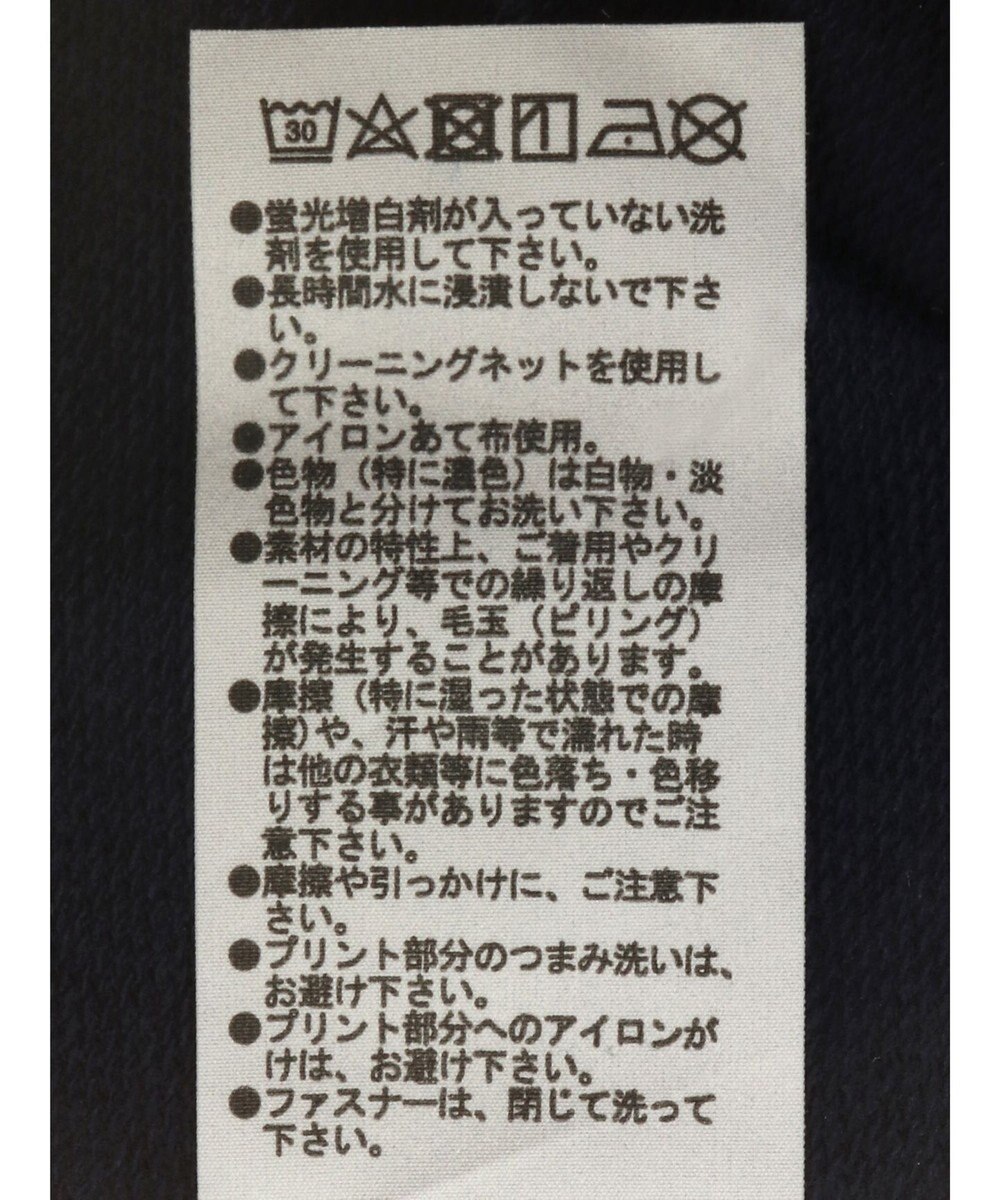 30
●蛍光増白剤が入っていない洗
剤を使用して下さい。
●長時間水に浸漬しないで下さ
い。
●クリーニングネットを使用し
て下さい。
●アイロンあて布使用。
●色物（特に濃色）は白物・淡
色物と分けてお洗い下さい。
●素材の特性上、ご着用やクリ
ーニング等での繰り返しの摩
擦により、毛玉（ピリング）
が発生することがあります。
●摩擦（特に湿った状態での摩
擦）や、汗や雨等で濡れた時
は他の衣類等に色落ち・色移
りする事がありますのでご注
意下さい。
●摩擦や引っかけに、ご注意下
さい。
●プリント部分のつまみ洗いは、
お避け下さい。
●プリント部分へのアイロンが
けは、お避け下さい。
●ファスナーは、閉じて洗って
下さい。